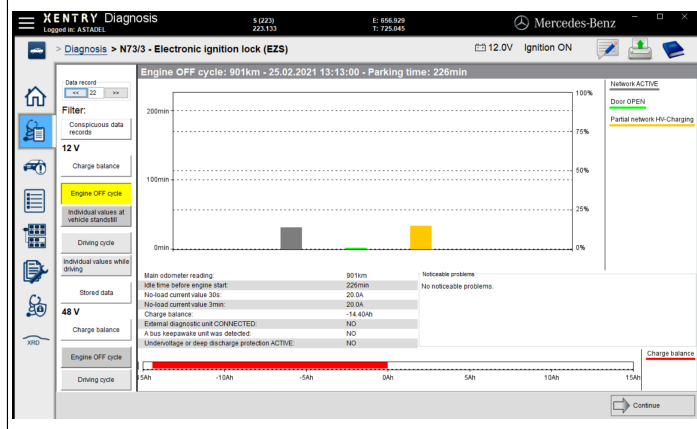 XENTRY Diagnosis
Logged in: ASTADEL
S (223)
223.133
E: 656.929
T: 725.045
Mercedes-Benz
Diagnosis > N73/3 - Electronic ignition lock (EZS)
12.0V
Ignition ON
Data record
<< 22 >>
Filter:
Conspicuous data
records
12 V
Charge balance
Engine OFF cycle
Individual values at
vehicle standstill
Driving cycle
Individual values while
driving
Stored data
48 V
Charge balance
Engine OFF cycle
Driving cycle
XRD
Engine OFF cycle: 901km - 25.02.2021 13:13:00 - Parking time: 226min
200min
100min
0min
100%
75%
50%
25%
0%
Network ACTIVE
Door OPEN
Partial network HV-Charging
Main odometer reading: 901km
Idle time before engine start: 226min
No-load current value 30s: 20.0A
No-load current value 3min: 20.0A
Charge balance: -14.40Ah
External diagnostic unit CONNECTED: NO
A bus keepawake unit was detected: NO
Undervoltage or deep discharge protection ACTIVE: NO
Noticeable problems
No noticeable problems.
Charge balance
5Ah -10Ah -5Ah 0Ah 5Ah 10Ah 15Ah
Continue